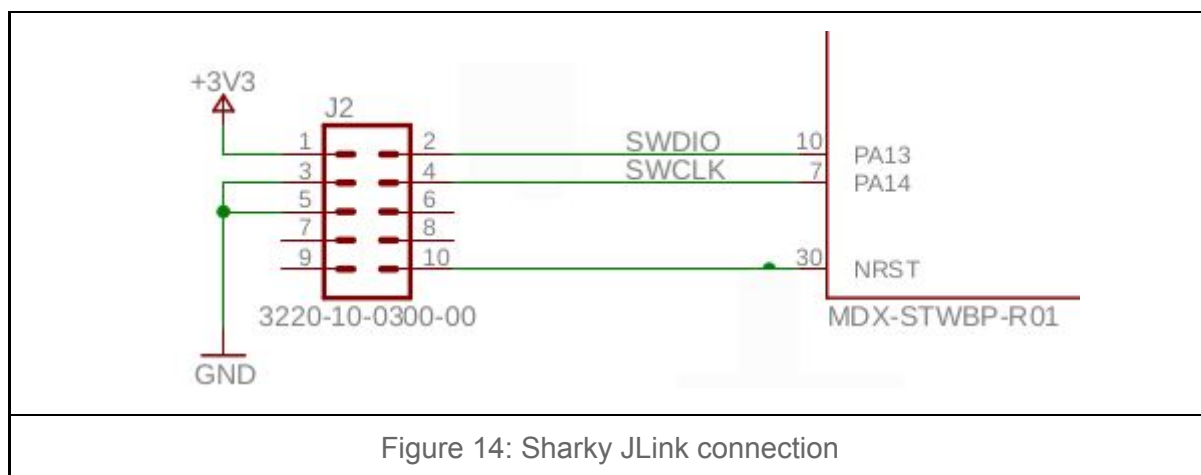 +3V3
J2
1 2 SWDIO 10 PA13
3 4 SWCLK 7 PA14
5 6
7 8
9 10 30 NRST
3220-10-0300-00 MDX-STWBP-R01
GND
Figure 14: Sharky JLink connection